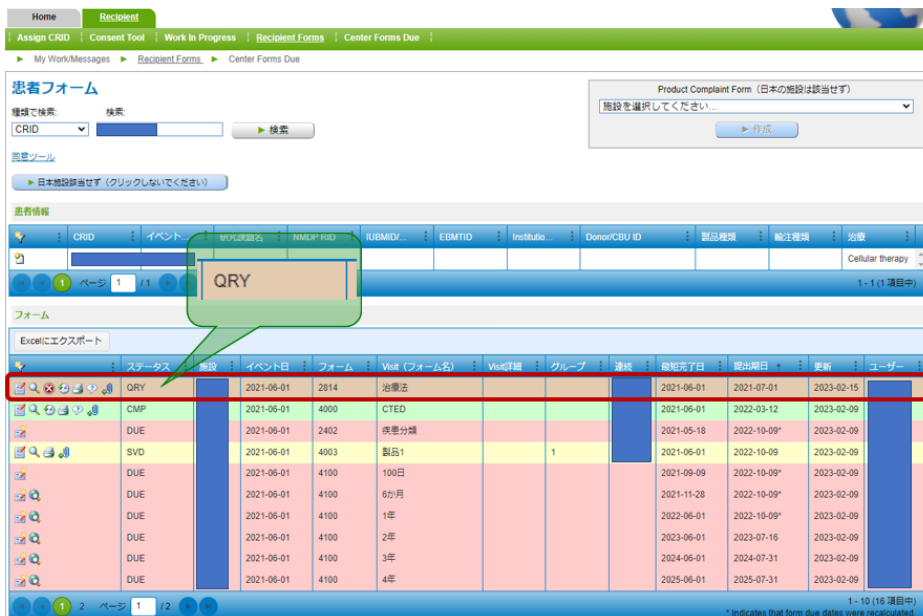 Home Recipient
Assign CRID Consent Tool Work In Progress Recipient Forms Center Forms Due
My Work/Messages Recipient Forms Center Forms Due
患者フォーム
Product Complaint Form（日本の施設は該当せず）
種類で検索: 検索:
施設を選択してください...
CRID 検索
作成
同意ツール
日本施設該当せず（クリックしないでください）
患者情報
CRID イベント... 研究課題名 NMDP RID IUBMID/... EBMTID Institutio... Donor/CBU ID 製品種類 輸注種類 治療
Cellular therapy
1 ページ 1 /1 1 - 1 (1 項目中)
QRY
フォーム
Excelにエクスポート
ステータス 施設 イベント日 フォーム Visit（フォーム名） Visit詳細 グループ 連続 最短完了日 提出期日 更新 ユーザー
QRY 2021-06-01 2814 治療法 2021-06-01 2021-07-01 2023-02-15
CMP 2021-06-01 4000 CTED 2021-06-01 2022-03-12 2023-02-09
DUE 2021-06-01 2402 疾患分類 2021-05-18 2022-10-09* 2023-02-09
SVD 2021-06-01 4003 製品1 1 2021-06-01 2022-10-09 2023-02-09
DUE 2021-06-01 4100 100日 2021-09-09 2022-10-09* 2023-02-09
DUE 2021-06-01 4100 6か月 2021-11-28 2022-10-09* 2023-02-09
DUE 2021-06-01 4100 1年 2022-06-01 2022-10-09* 2023-02-09
DUE 2021-06-01 4100 2年 2023-06-01 2023-07-16 2023-02-09
DUE 2021-06-01 4100 3年 2024-06-01 2024-07-31 2023-02-09
DUE 2021-06-01 4100 4年 2025-06-01 2025-07-31 2023-02-09
1 2 ページ 1 /2 1 - 10 (16 項目中)
* Indicates that form due dates were recalculated.